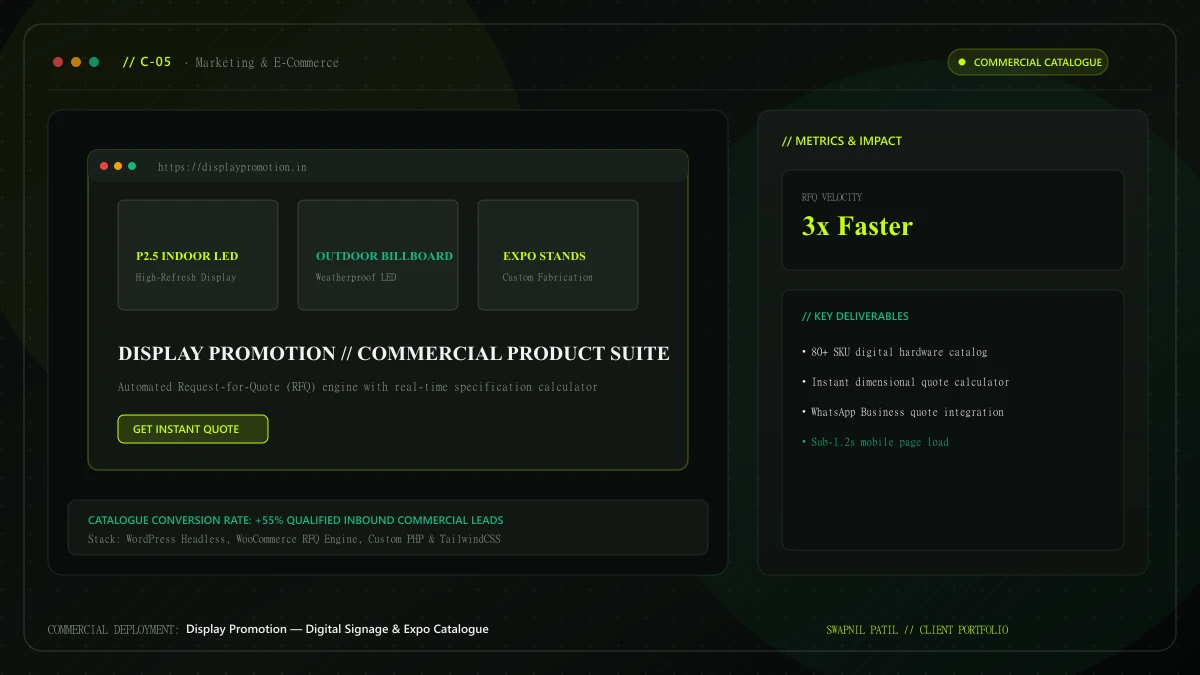 // C-05 · Marketing & E-Commerce
COMMERCIAL CATALOGUE
https://displaypromotion.in
P2.5 INDOOR LED
High-Refresh Display
OUTDOOR BILLBOARD
Weatherproof LED
EXPO STANDS
Custom Fabrication
DISPLAY PROMOTION // COMMERCIAL PRODUCT SUITE
Automated Request-for-Quote (RFQ) engine with real-time specification calculator
GET INSTANT QUOTE
CATALOGUE CONVERSION RATE: +55% QUALIFIED INBOUND COMMERCIAL LEADS
Stack: WordPress Headless, WooCommerce RFQ Engine, Custom PHP & TailwindCSS
// METRICS & IMPACT
RFQ VELOCITY
3x Faster
// KEY DELIVERABLES
• 80+ SKU digital hardware catalog
• Instant dimensional quote calculator
• WhatsApp Business quote integration
• Sub-1.2s mobile page load
COMMERCIAL DEPLOYMENT: Display Promotion — Digital Signage & Expo Catalogue
SWAPNIL PATIL // CLIENT PORTFOLIO